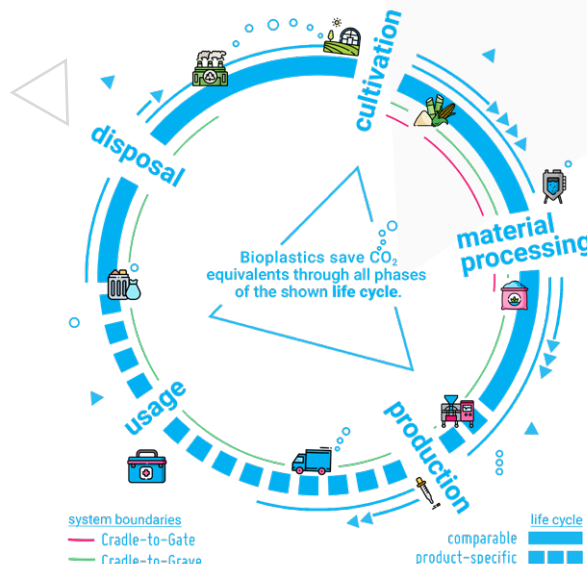 cultivation
disposal
material
processing
Bioplastics save CO₂
equivalents through all phases
of the shown life cycle.
usage
production
system boundaries
Cradle-to-Gate
Cradle-to-Grave
life cycle
comparable
product-specific